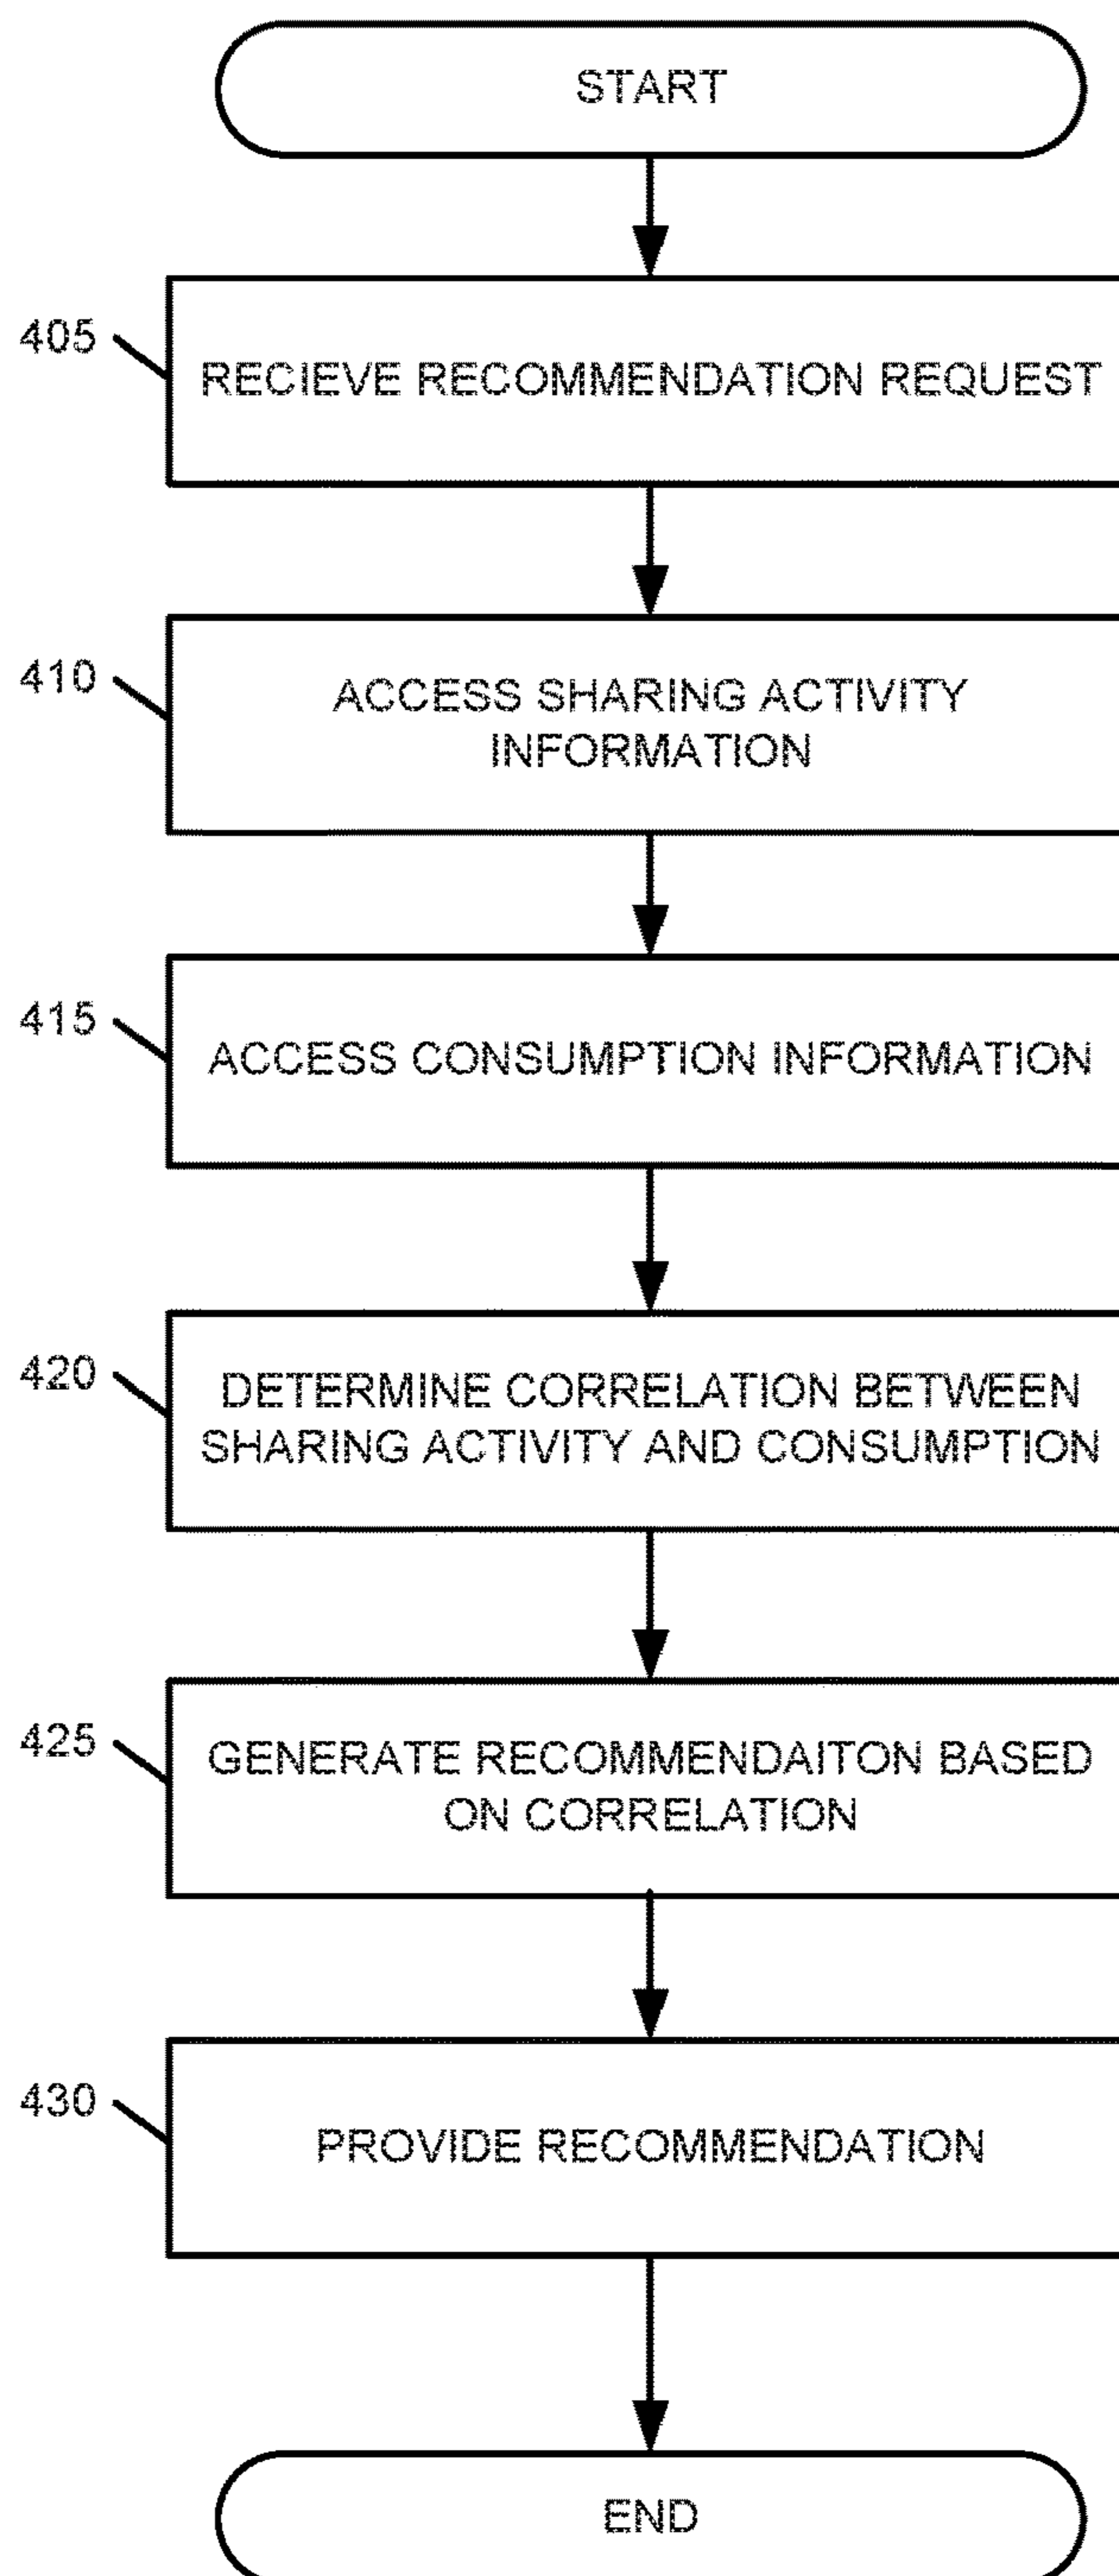 START
405
RECIEVE RECOMMENDATION REQUEST
410
ACCESS SHARING ACTIVITY
INFORMATION
415
ACCESS CONSUMPTION INFORMATION
420
DETERMINE CORRELATION BETWEEN
SHARING ACTIVITY AND CONSUMPTION
425
GENERATE RECOMMENDAITON BASED
ON CORRELATION
430
PROVIDE RECOMMENDATION
END